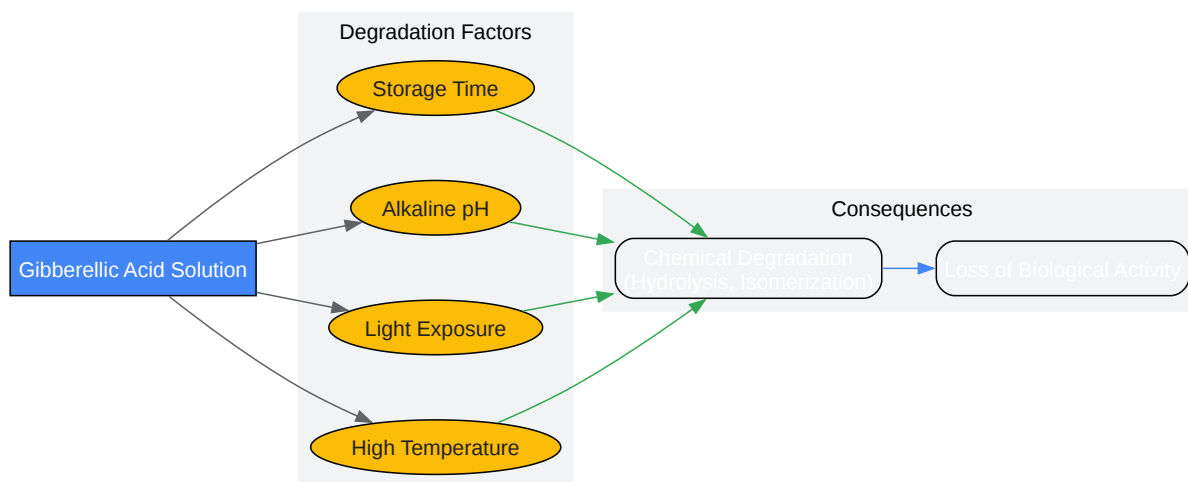 Degradation Factors
Storage Time
Alkaline pH
Consequences
Gibberellic Acid Solution
Chemical Degradation
(Hydrolysis, Isomerization)
Loss of Biological Activity
Light Exposure
High Temperature